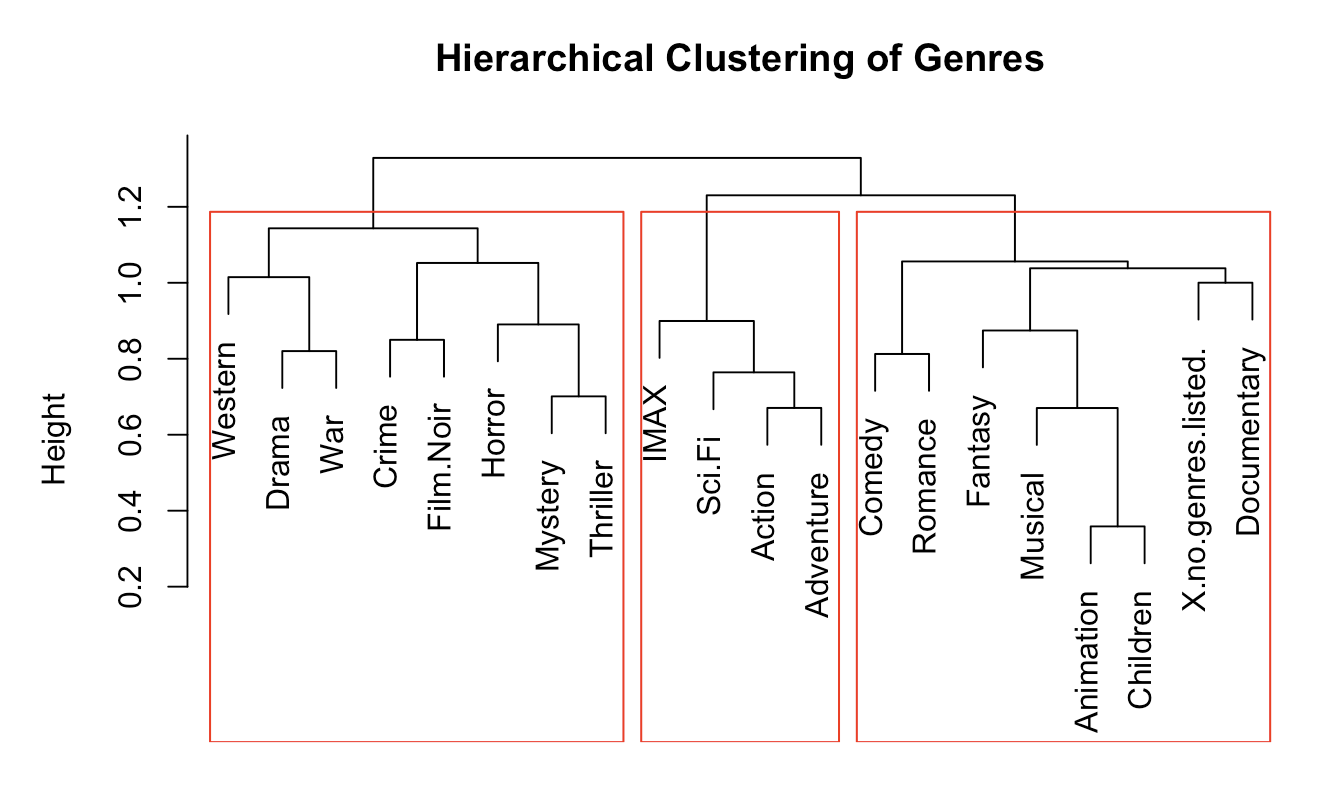 Hierarchical Clustering of Genres
Height
1.2
1.0
0.8
0.6
0.4
0.2
Western
Drama
War
Crime
Film.Noir
Horror
Mystery
Thriller
IMAX
Sci.Fi
Action
Adventure
Comedy
Romance
Fantasy
Musical
Animation
Children
X.no.genres.listed.
Documentary